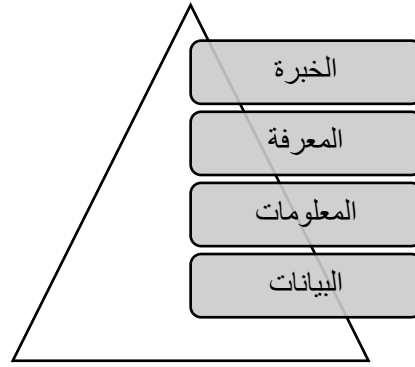 الخبرة
المعرفة
المعلومات
البيانات